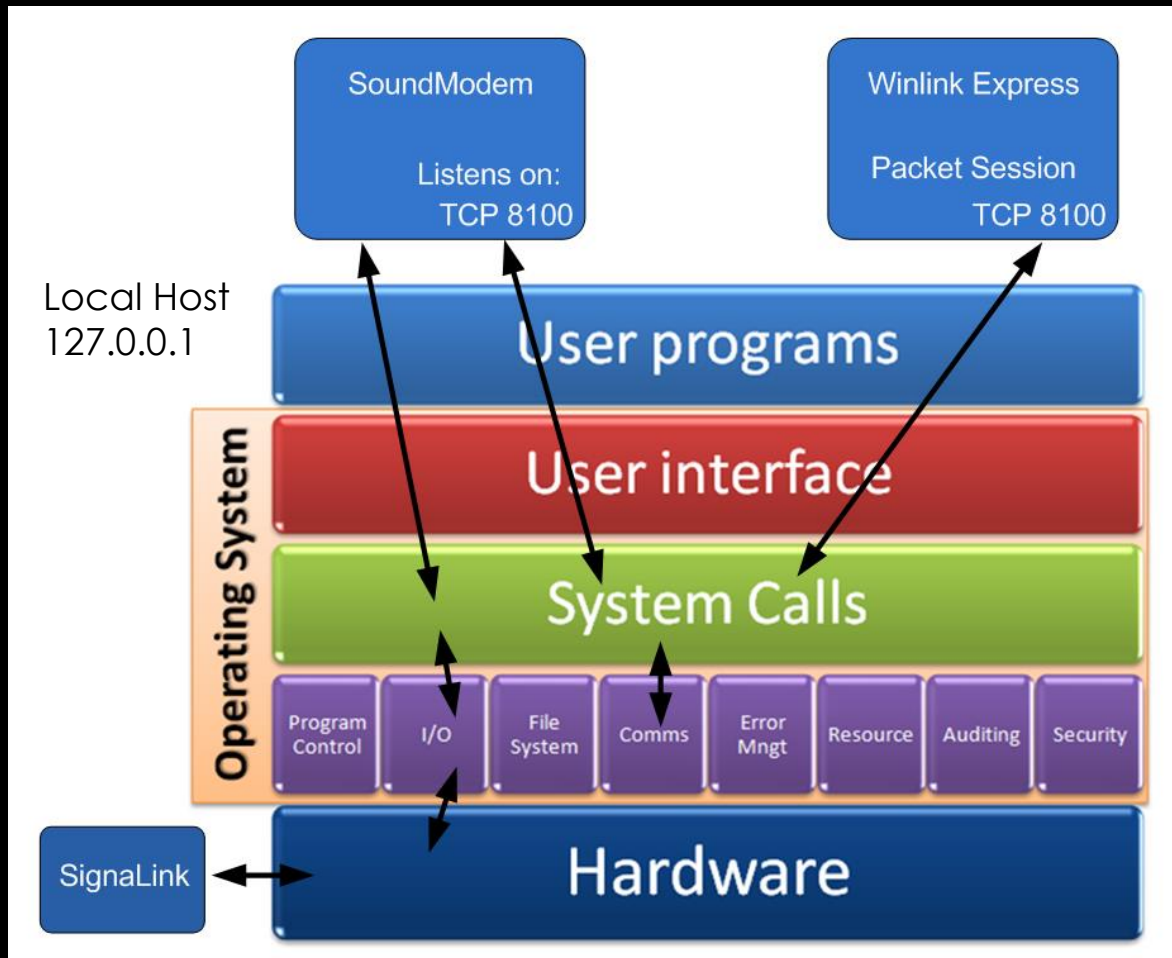 SoundModem
Listens on:
TCP 8100
Winlink Express
Packet Session
TCP 8100
Local Host
127.0.0.1
User programs
Operating System
User interface
System Calls
Program
Control
I/O
File
System
Comms
Error
Mngt
Resource
Auditing
Security
SignaLink
Hardware